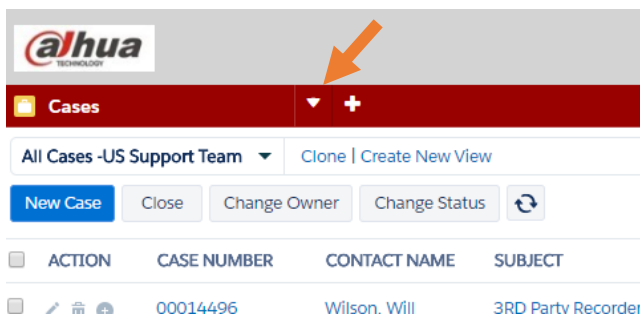 alhua
TECHNOLOGY
Cases
All Cases -US Support Team Clone | Create New View
New Case Close Change Owner Change Status
ACTION CASE NUMBER CONTACT NAME SUBJECT
00014496 Wilson, Will 3RD Party Recorder